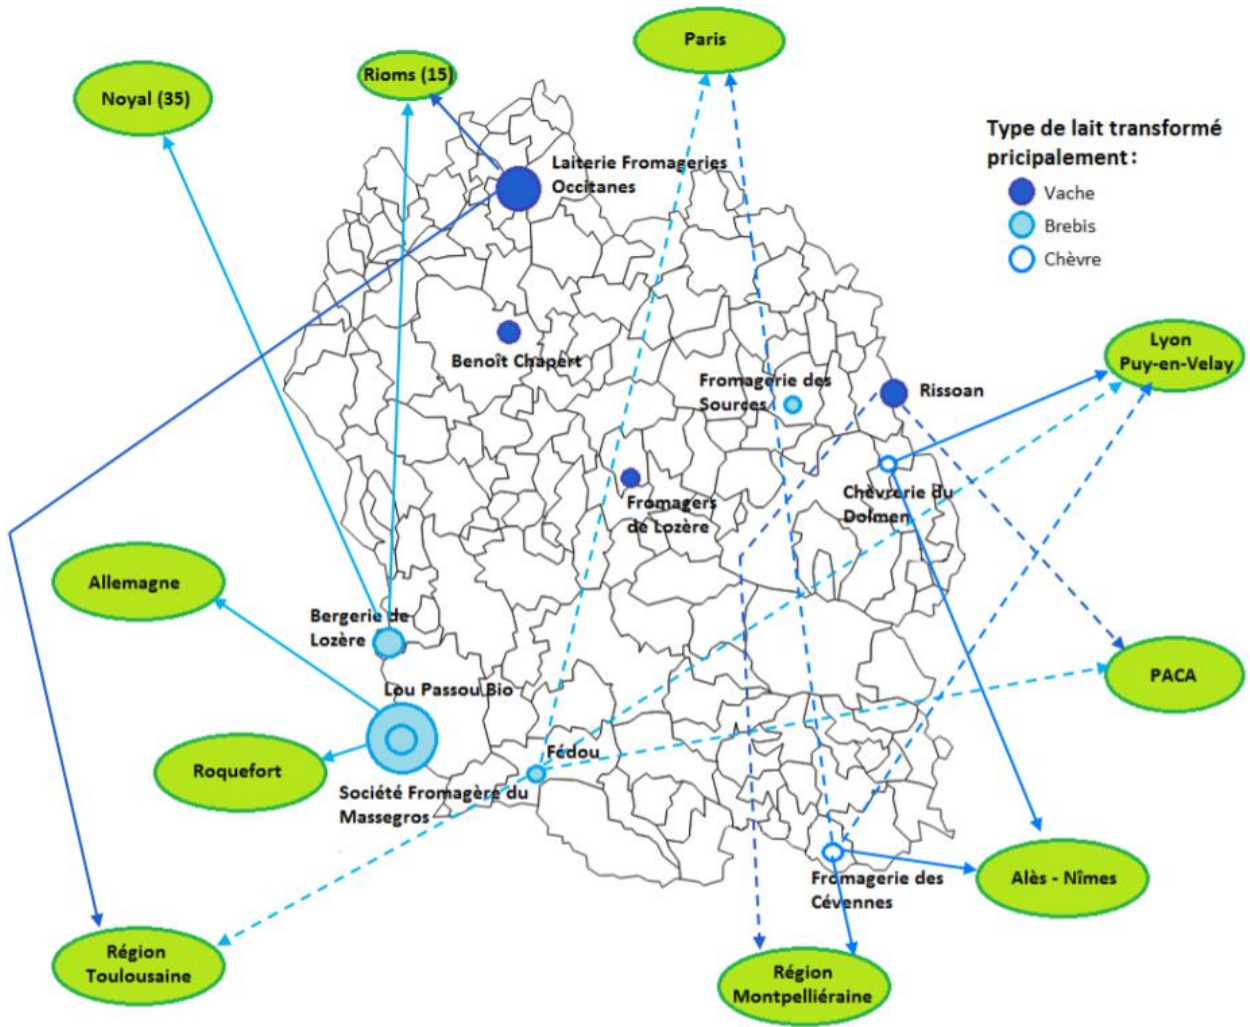 Paris
Noyal (35)
Rioms (15)
Type de lait transformé
pricipalement :
Vache
Brebis
Chèvre
Laiterie Fromageries
Occitanes
Benoît Chapert
Lyon
Puy-en-Velay
Fromagerie des
Sources
Rissoan
Chèvrerie du
Dolmen
Fromagers
de Lozère
Allemagne
Bergerie de
Lozère
PACA
Lou Passou Bio
Roquefort
Fédou
Société Fromagère du
Massegros
Fromagerie des
Cévennes
Alès - Nîmes
Région
Toulousaine
Région
Montpelliéraine